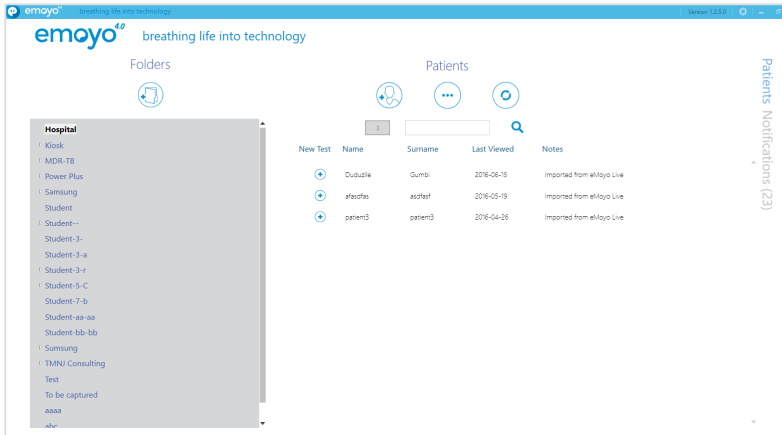 emoyo breathing life into technology Version 1.2.5.0
emoyo 4.0 breathing life into technology
Folders
Patients
3
Hospital
Kiosk
MDR-TB
Power Plus
Samsung
Student
Student--
Student-3-
Student-3-a
Student-3-r
Student-5-C
Student-7-b
Student-aa-aa
Student-bb-bb
Sumsung
TMNJ Consulting
Test
To be captured
aaaa
abc
New Test Name Surname Last Viewed Notes
Duduzile Gumbi 2016-06-15 Imported from eMoyo Live
afasdfas asdfasf 2016-05-19 Imported from eMoyo Live
patient3 patient3 2016-04-26 Imported from eMoyo Live
Patients Notifications (23)